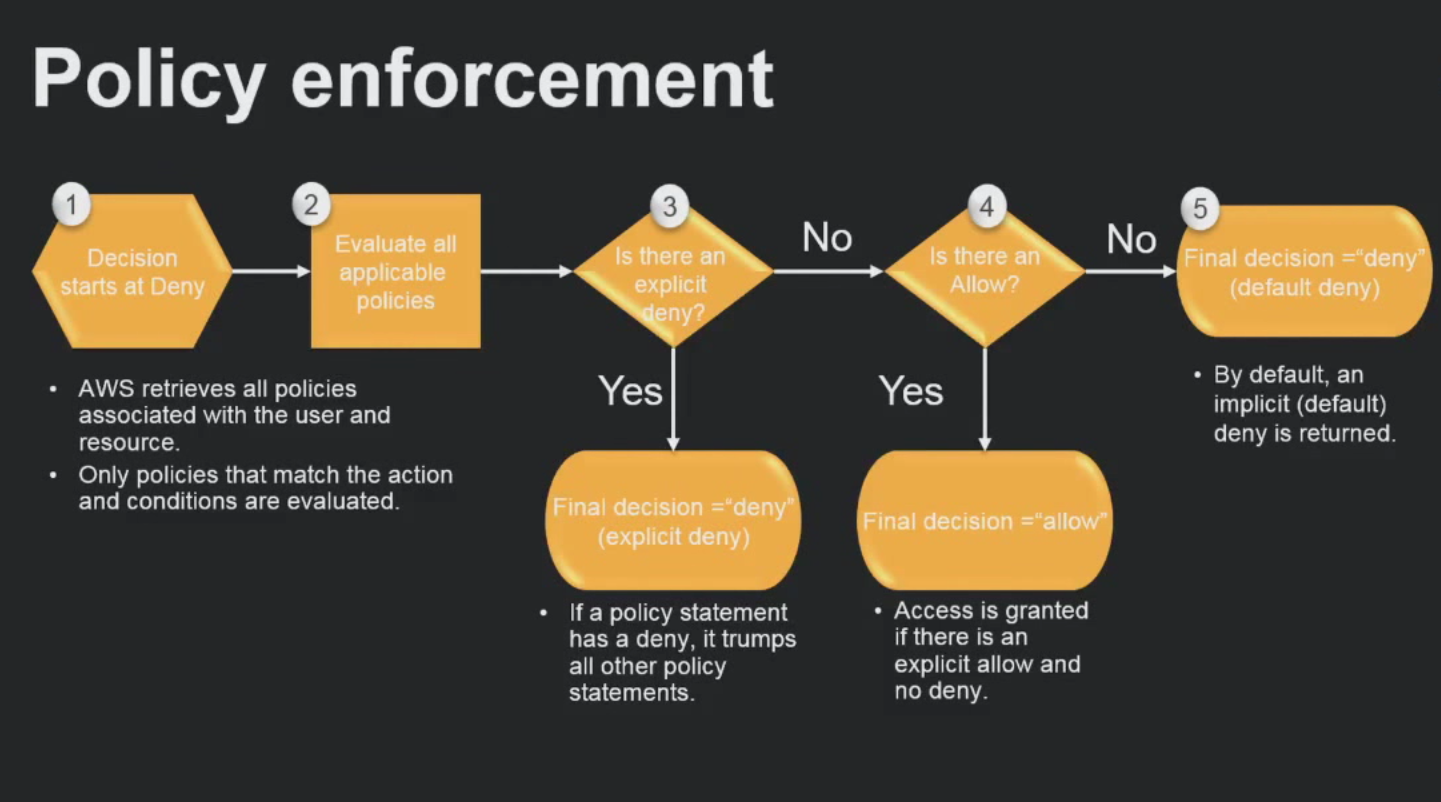 Policy enforcement
1
Decision
starts at Deny
2
Evaluate all
applicable
policies
3
Is there an
explicit
deny?
No
4
Is there an
Allow?
No
5
Final decision =“deny”
(default deny)
• AWS retrieves all policies
associated with the user and
resource.
• Only policies that match the action
and conditions are evaluated.
Yes
Final decision =“deny”
(explicit deny)
• If a policy statement
has a deny, it trumps
all other policy
statements.
Yes
Final decision =“allow”
• Access is granted
if there is an
explicit allow and
no deny.
• By default, an
implicit (default)
deny is returned.